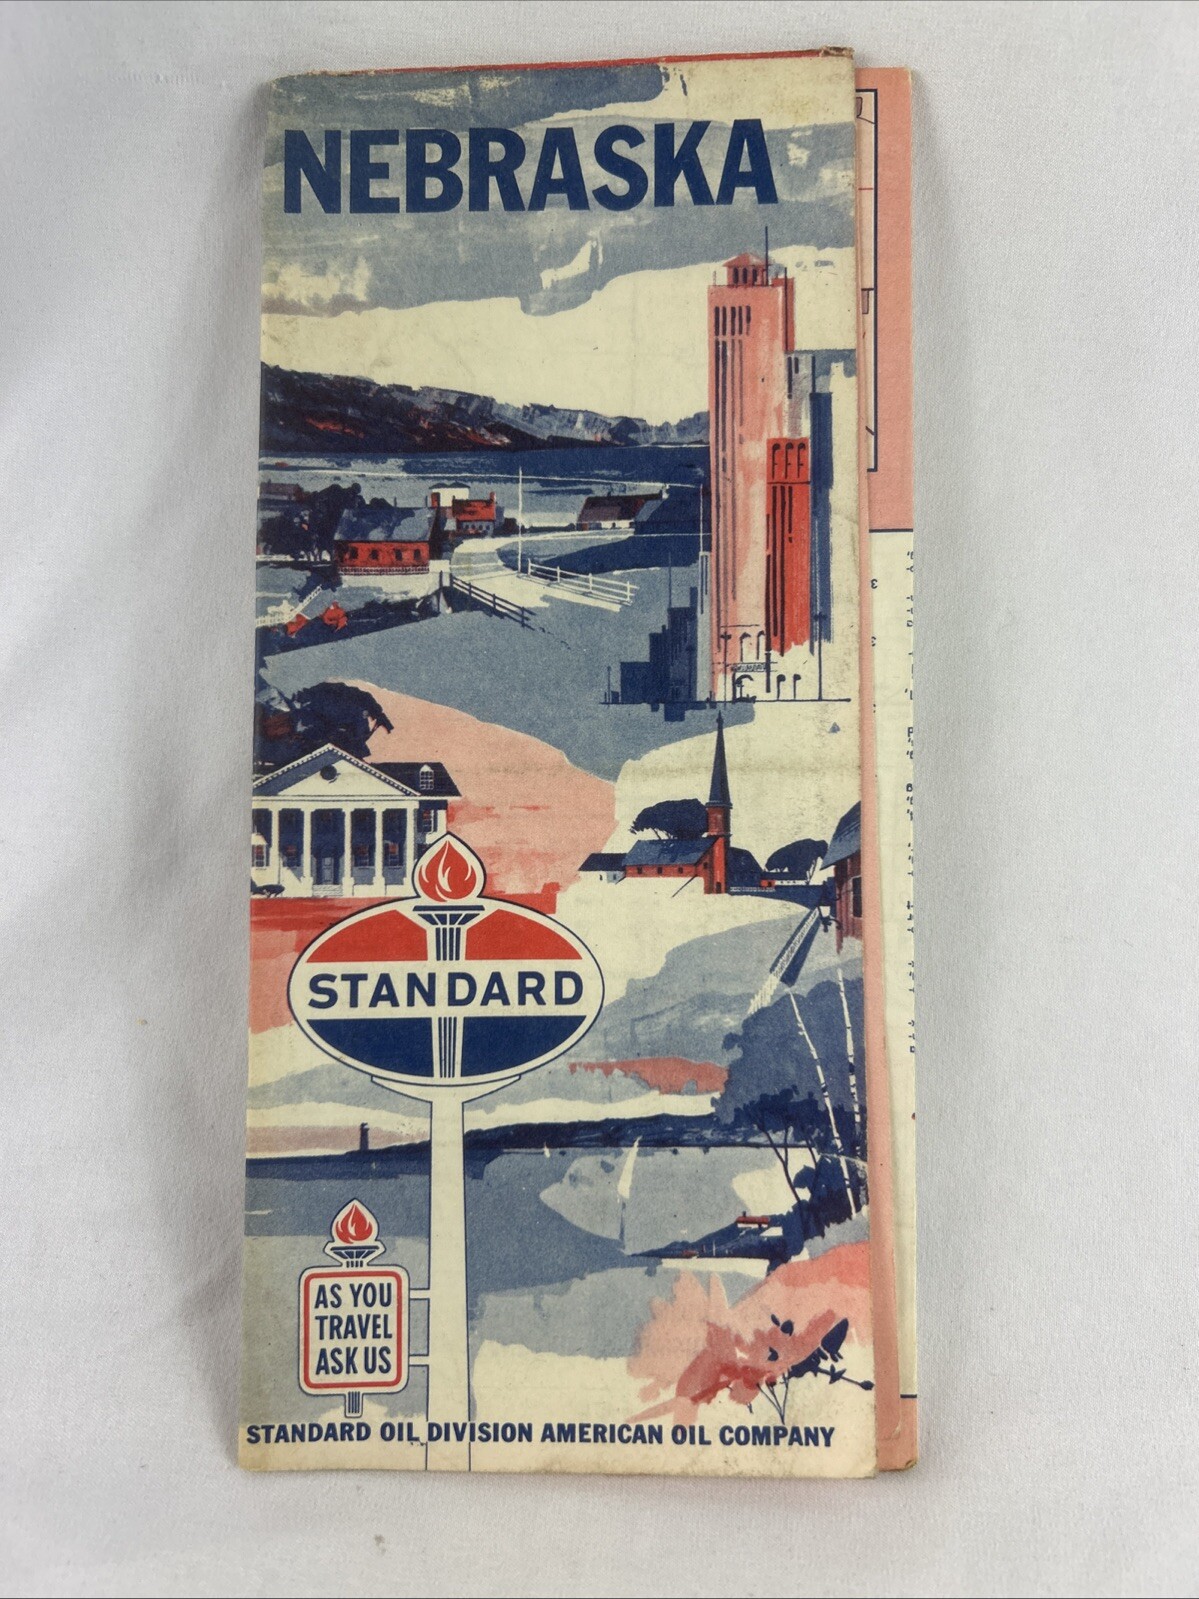 NEBRASKA
STANDARD
AS YOU
TRAVEL
ASK US
STANDARD OIL DIVISION AMERICAN OIL COMPANY